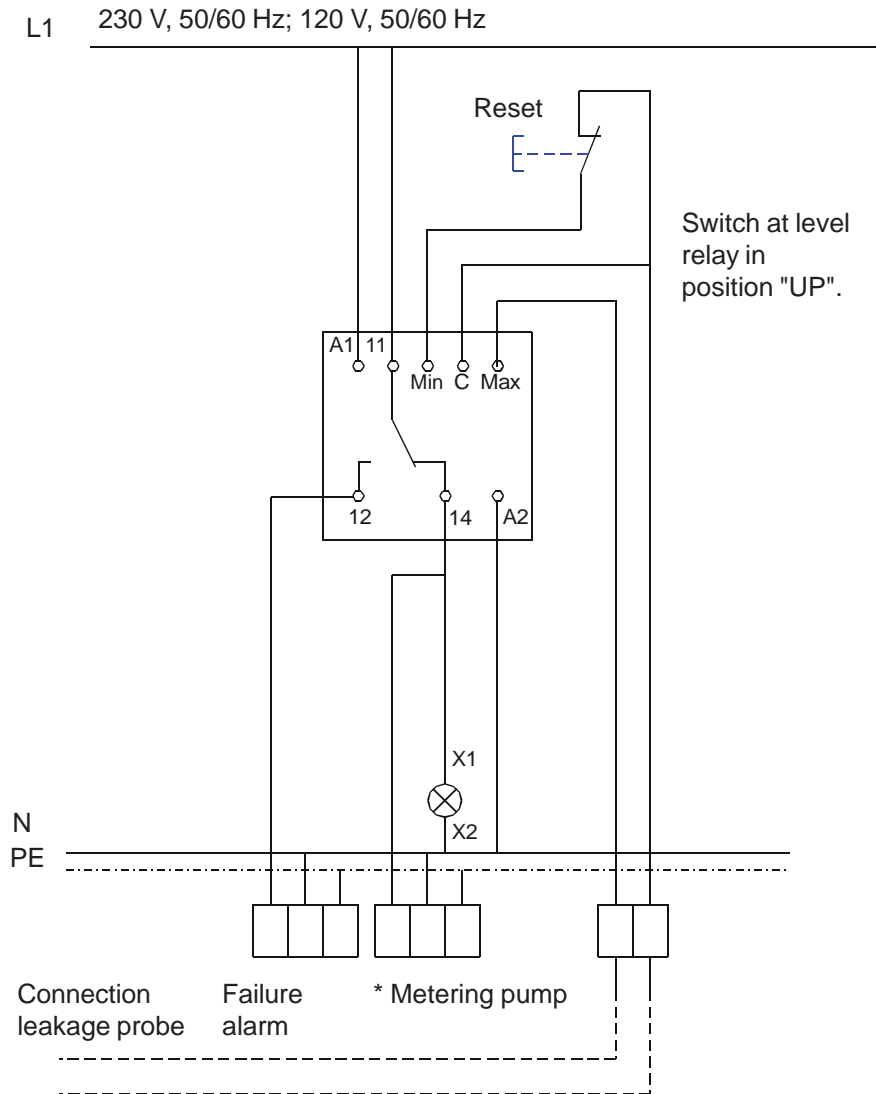 L1
230 V, 50/60 Hz; 120 V, 50/60 Hz
Reset
Switch at level
relay in
position "UP".
A1 11
Min C Max
12 14 A2
X1
X2
N
PE
Connection
leakage probe
Failure
alarm
* Metering pump